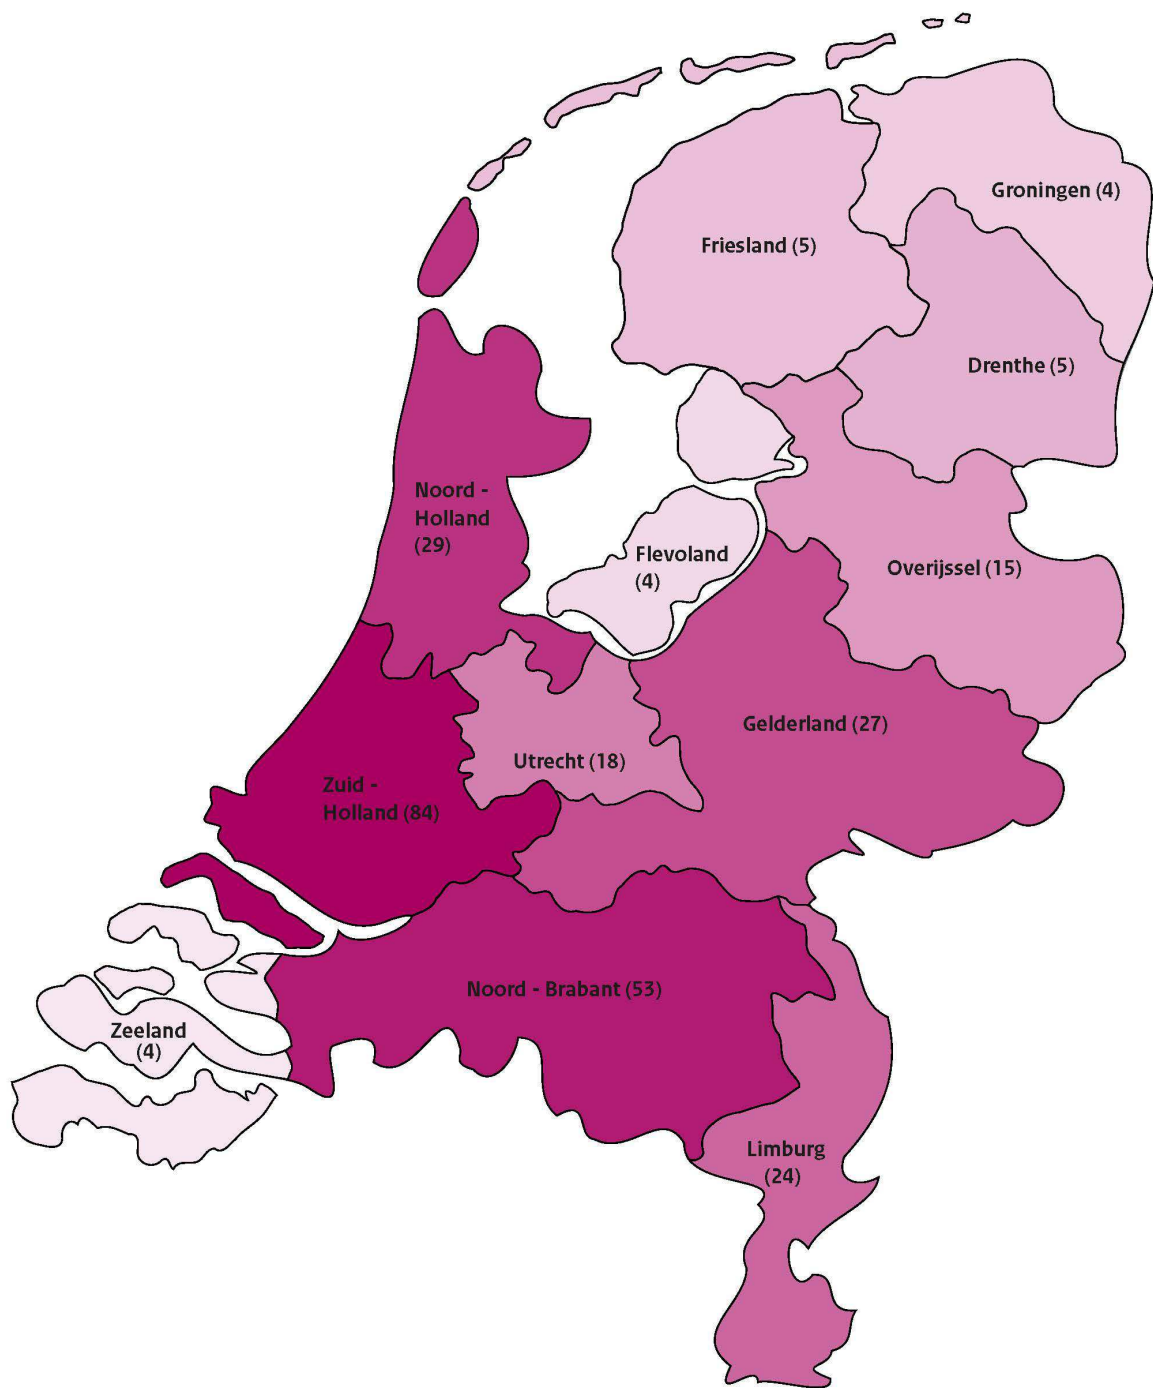 Groningen (4)
Friesland (5)
Drenthe (5)
Noord -
Holland
(29)
Flevoland
(4)
Overijssel (15)
Gelderland (27)
Utrecht (18)
Zuid -
Holland (84)
Noord - Brabant (53)
Zeeland
(4)
Limburg
(24)